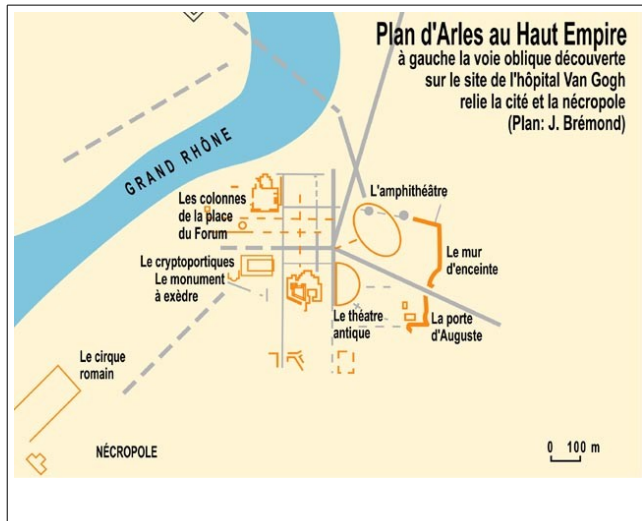 Plan d'Arles au Haut Empire
à gauche la voie oblique découverte
sur le site de l'hôpital Van Gogh
relie la cité et la nécropole
(Plan: J. Brémond)
GRAND RHÔNE
Les colonnes
de la place
du Forum
L'amphithéâtre
Le mur
d'enceinte
Le cryptoportiques
Le monument
à exèdre
Le théatre
antique
La porte
d'Auguste
Le cirque
romain
NÉCROPOLE
0 100 m